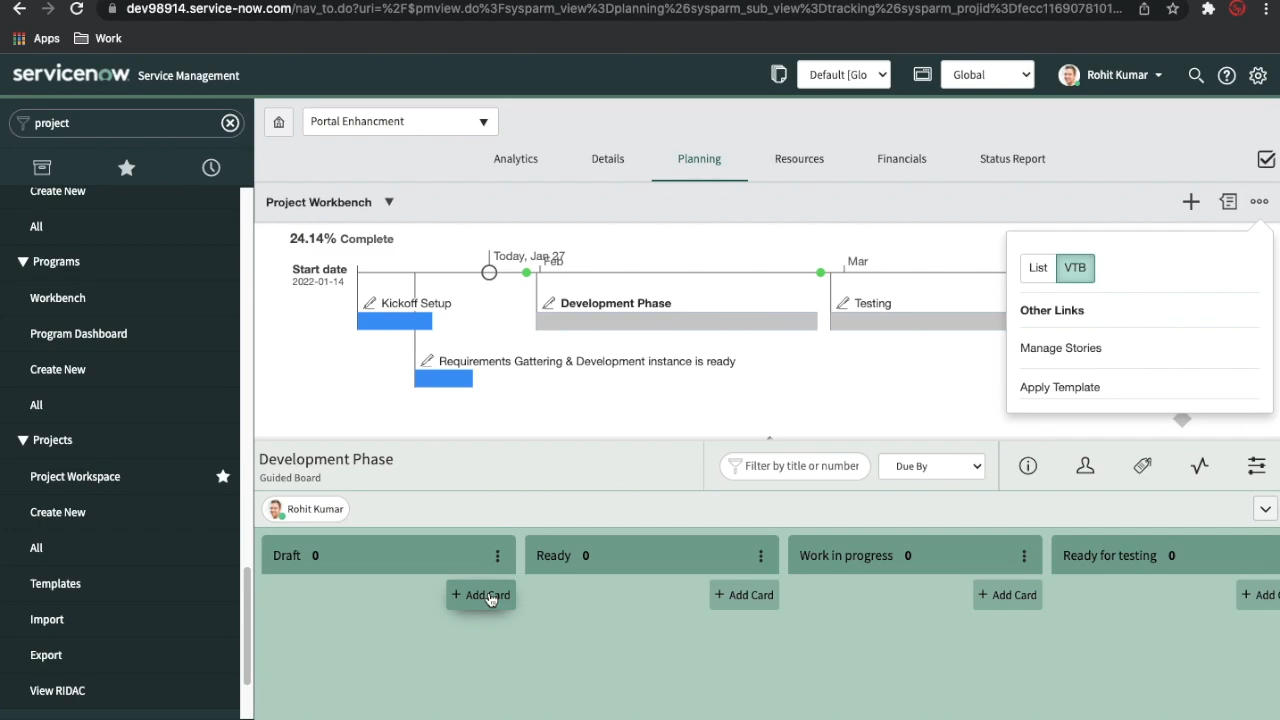 dev98914.service-now.com/nav_to.do?uri=%2F$pmview.do%3Fsysparm_view%3Dplanning%26sysparm_sub_view%3Dtracking%26sysparm_projid%3Dfecc1169078101...
Apps Work
servicenow Service Management Default [Glo Global Rohit Kumar
project
Portal Enhancment
Analytics Details Planning Resources Financials Status Report
Create New
All
Programs
Workbench
Program Dashboard
Create New
All
Projects
Project Workspace
Create New
All
Templates
Import
Export
View RIDAC
Project Workbench
24.14% Complete
Today, Jan 27
Feb
Mar
Start date
2022-01-14
Kickoff Setup
Development Phase
Testing
Requirements Gattering & Development instance is ready
List VTB
Other Links
Manage Stories
Apply Template
Development Phase
Guided Board
Filter by title or number
Due By
Rohit Kumar
Draft 0 Ready 0 Work in progress 0 Ready for testing 0
+ Add Card + Add Card + Add Card + Add C